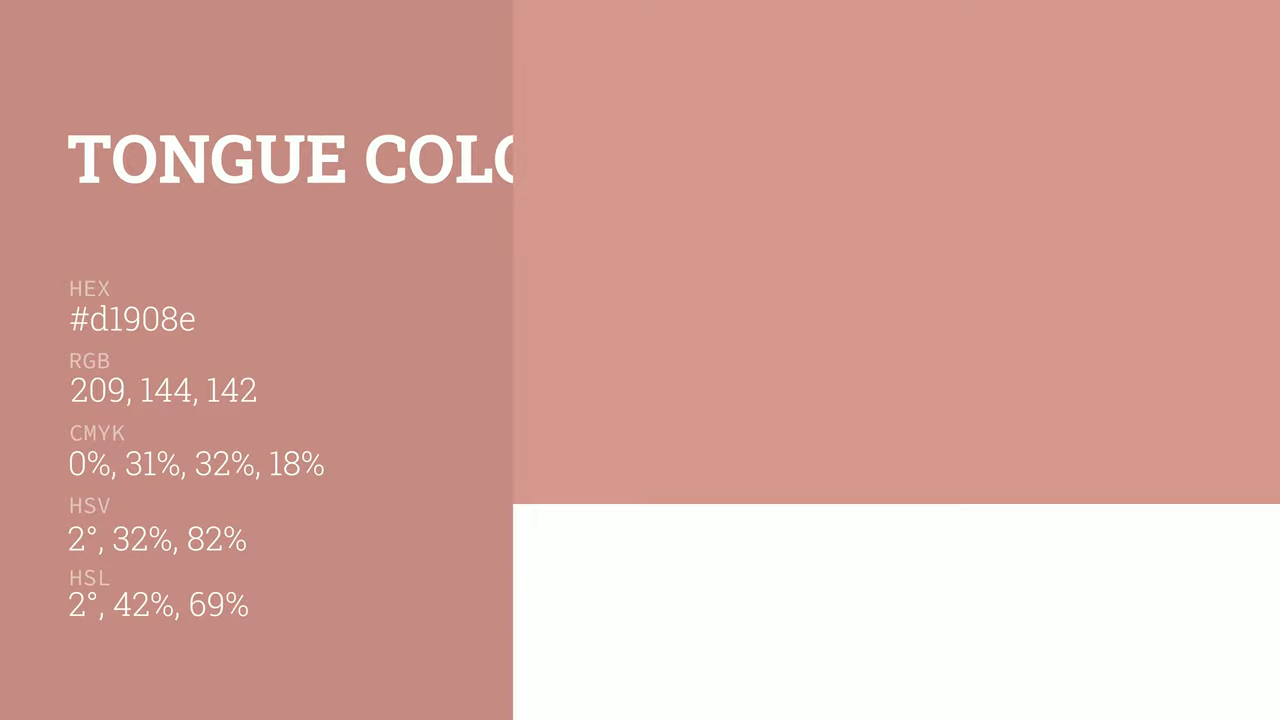 TONGUE COLO
HEX
#d1908e
RGB
209, 144, 142
CMYK
0%, 31%, 32%, 18%
HSV
2°, 32%, 82%
HSL
2°, 42%, 69%